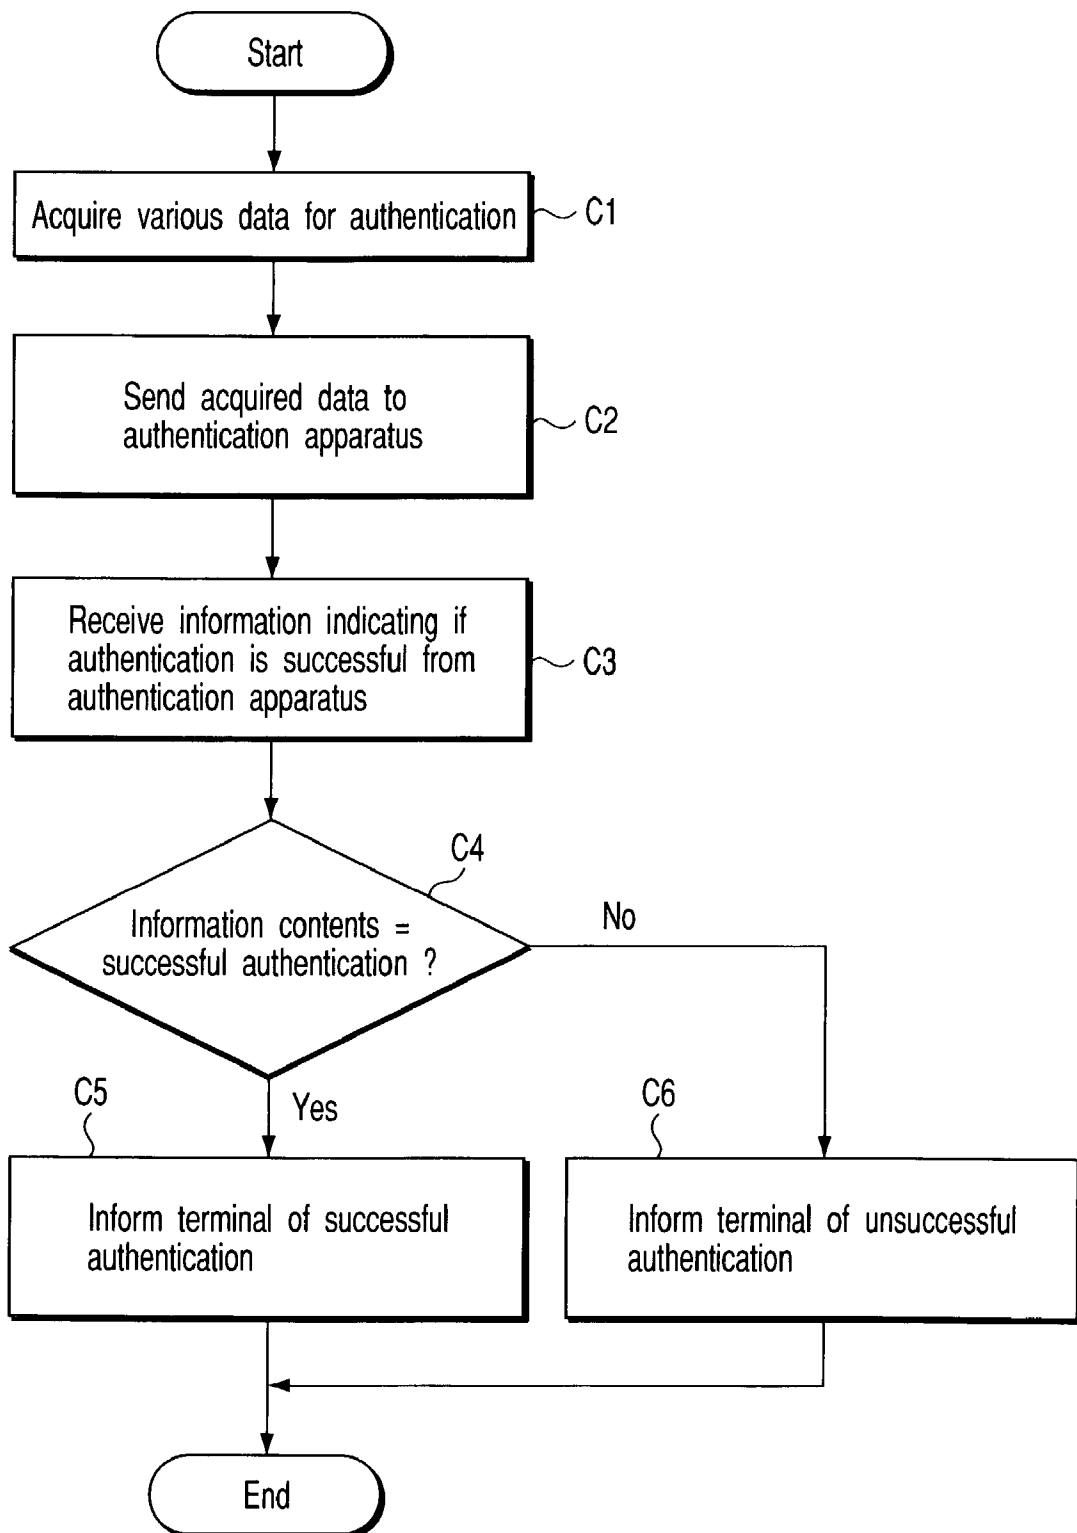 Start
Acquire various data for authentication
C1
Send acquired data to
authentication apparatus
C2
Receive information indicating if
authentication is successful from
authentication apparatus
C3
C4
Information contents =
successful authentication ?
No
Yes
C5
Inform terminal of successful
authentication
C6
Inform terminal of unsuccessful
authentication
End